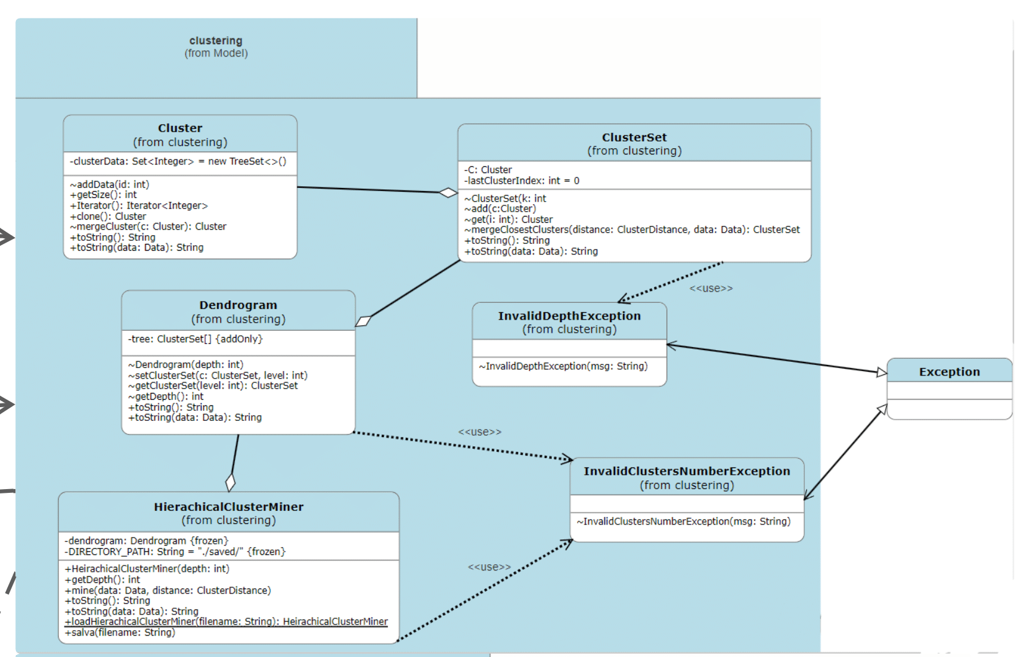 clustering
(from Model)
Cluster
(from clustering)
-clusterData: Set<Integer> = new TreeSet<>()
~addData(id: int)
+getSize(): int
+Iterator(): Iterator<Integer>
+clone(): Cluster
~mergeCluster(c: Cluster): Cluster
+toString(): String
+toString(data: Data): String
ClusterSet
(from clustering)
-C: Cluster
-lastClusterIndex: int = 0
~ClusterSet(k: int
~add(c:Cluster)
~get(i: int): Cluster
~mergeClosestClusters(distance: ClusterDistance, data: Data): ClusterSet
+toString(): String
+toString(data: Data): String
<<use>>
Dendrogram
(from clustering)
-tree: ClusterSet[] {addOnly}
~Dendrogram(depth: int)
~setClusterSet(c: ClusterSet, level: int)
~getClusterSet(level: int): ClusterSet
~getDepth(): int
+toString(): String
+toString(data: Data): String
InvalidDepthException
(from clustering)
~InvalidDepthException(msg: String)
Exception
<<use>>
InvalidClustersNumberException
(from clustering)
~InvalidClustersNumberException(msg: String)
HierachicalClusterMiner
(from clustering)
-dendrogram: Dendrogram {frozen}
-DIRECTORY_PATH: String = "./saved/" {frozen}
+HeirachicalClusterMiner(depth: int)
+getDepth(): int
+mine(data: Data, distance: ClusterDistance)
+toString(): String
+toString(data: Data): String
+loadHierachicalClusterMiner(filename: String): HeirachicalClusterMiner
+salva(filename: String)
<<use>>